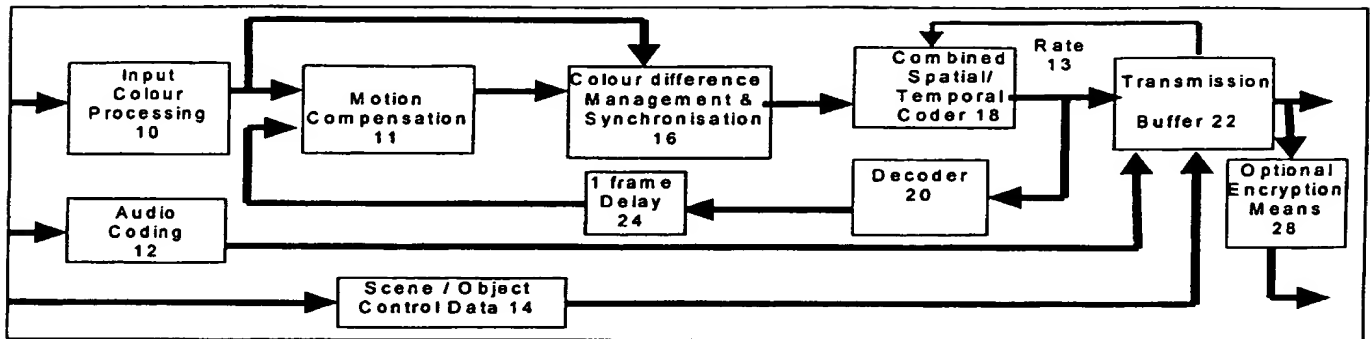 Input
Colour
Processing
10
Motion
Compensation
11
Colour difference
Management &
Synchronisation
16
Combined
Spatial/
Temporal
Coder 18
Rate
13
Transmission
Buffer 22
Optional
Encryption
Means
28
Decoder
20
1 frame
Delay
24
Audio
Coding
12
Scene / Object
Control Data 14